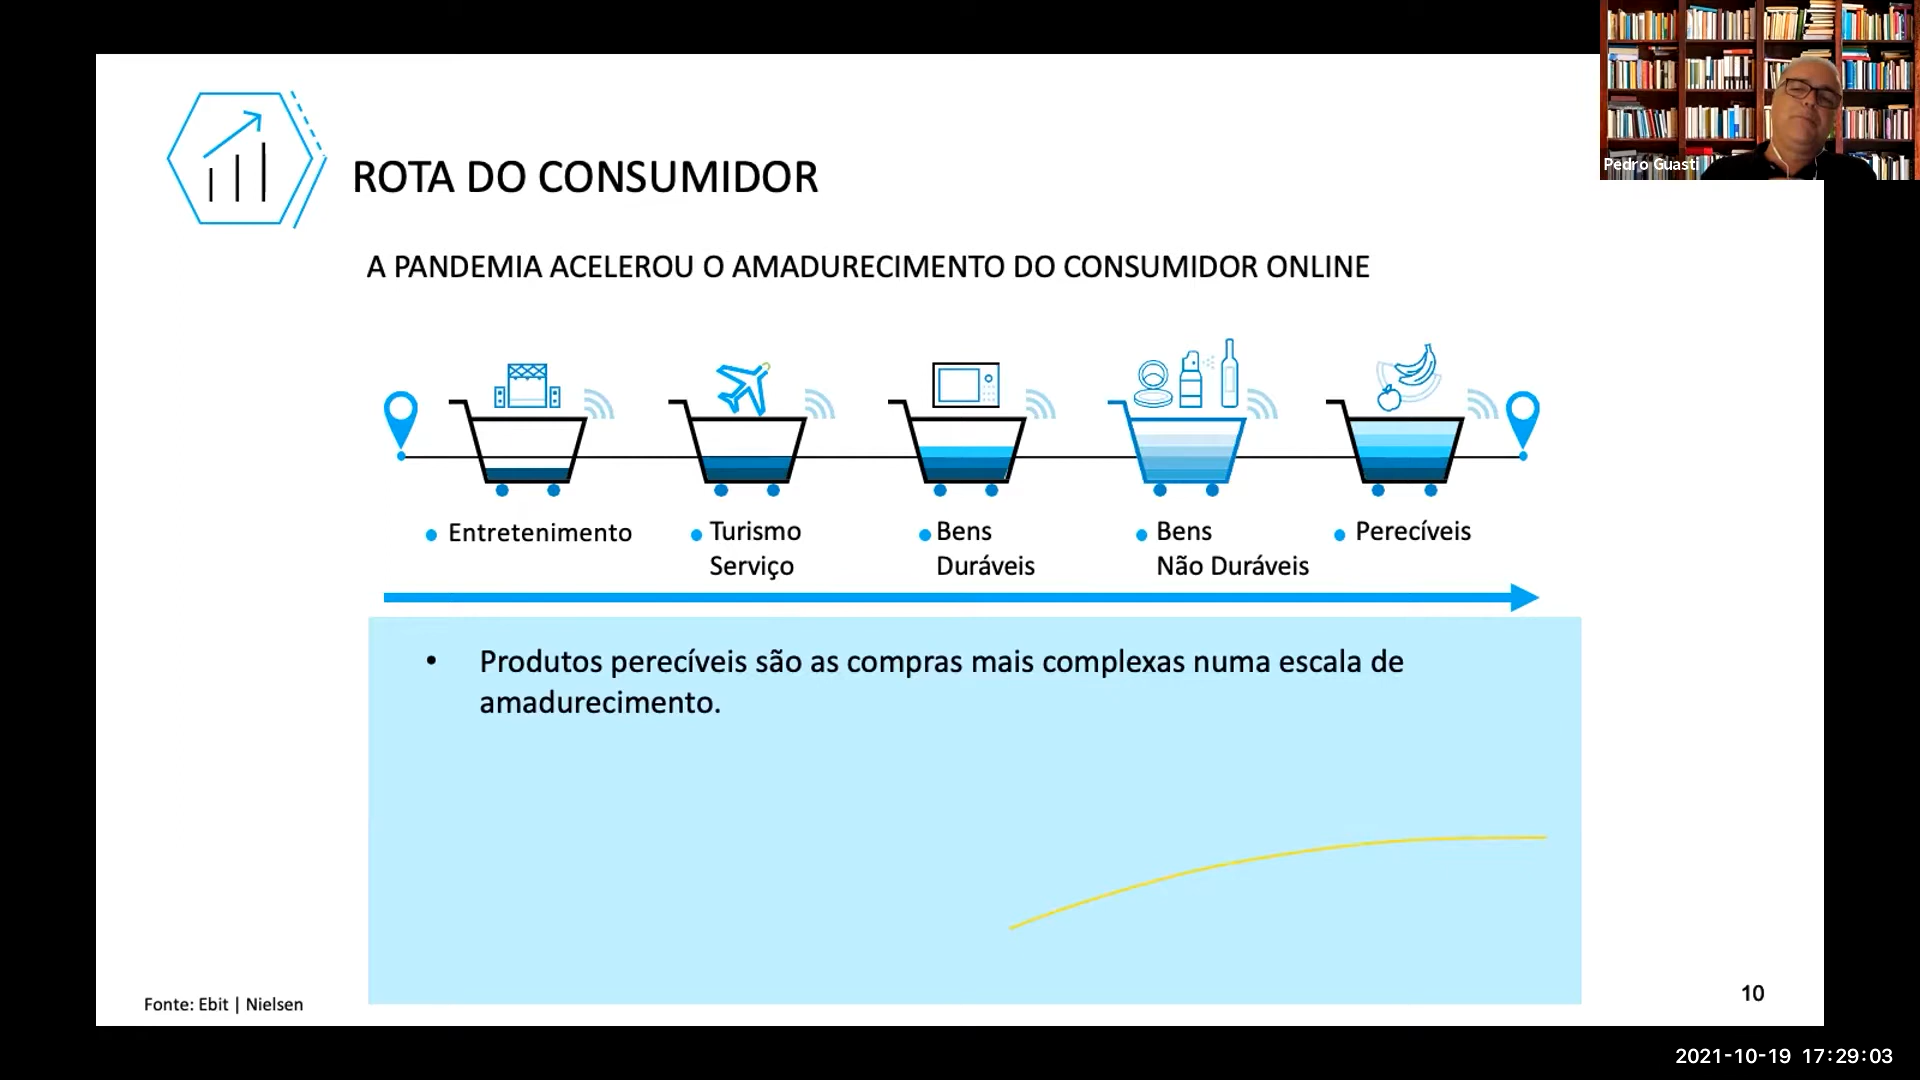 Pedro Guasti
ROTA DO CONSUMIDOR
A PANDEMIA ACELEROU O AMADURECIMENTO DO CONSUMIDOR ONLINE
• Entretenimento
• Turismo
Serviço
• Bens
Duráveis
• Bens
Não Duráveis
• Perecíveis
• Produtos perecíveis são as compras mais complexas numa escala de
amadurecimento.
Fonte: Ebit | Nielsen
10
2021-10-19 17:29:03